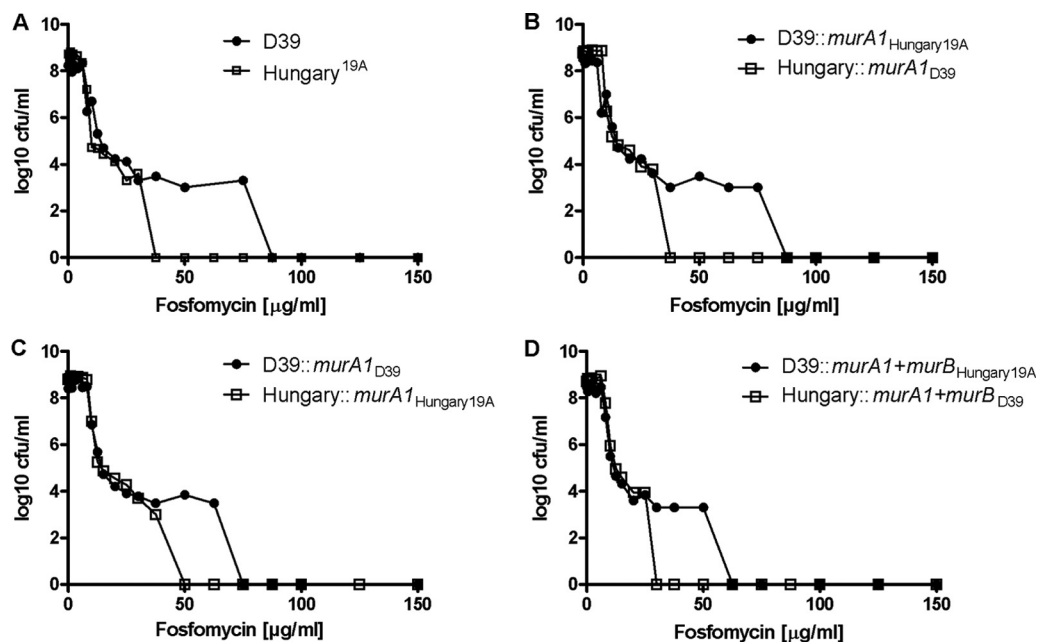 A
D39
Hungary19A
10
8
6
4
2
0
log10 cfu/ml
0 50 100 150
Fosfomycin [μg/ml]
B
D39::murA1Hungary19A
Hungary::murA1D39
10
8
6
4
2
0
log10 cfu/ml
0 50 100 150
Fosfomycin [μg/ml]
C
D39::murA1D39
Hungary::murA1Hungary19A
10
8
6
4
2
0
log10 cfu/ml
0 50 100 150
Fosfomycin [μg/ml]
D
D39::murA1+murBHungary19A
Hungary::murA1+murBD39
10
8
6
4
2
0
log10 cfu/ml
0 50 100 150
Fosfomycin [μg/ml]